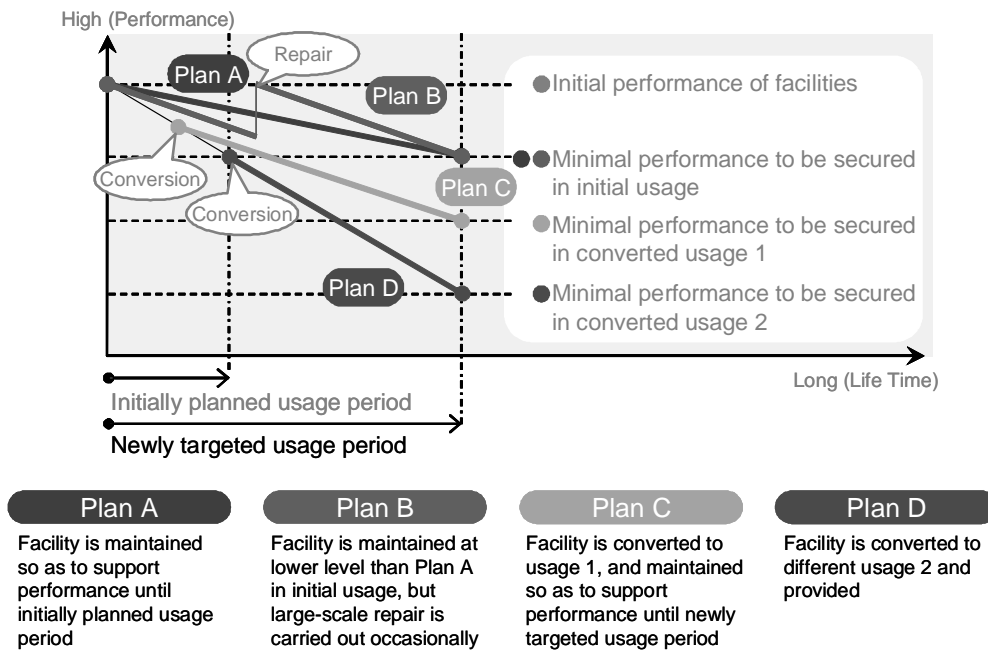 High (Performance)
Repair
Plan A
Plan B
Initial performance of facilities
Conversion
Minimal performance to be secured
in initial usage
Plan C
Conversion
Minimal performance to be secured
in converted usage 1
Plan D
Minimal performance to be secured
in converted usage 2
Long (Life Time)
Initially planned usage period
Newly targeted usage period
Plan A
Facility is maintained
so as to support
performance until
initially planned usage
period
Plan B
Facility is maintained at
lower level than Plan A
in initial usage, but
large-scale repair is
carried out occasionally
Plan C
Facility is converted to
usage 1, and maintained
so as to support
performance until newly
targeted usage period
Plan D
Facility is converted to
different usage 2 and
provided